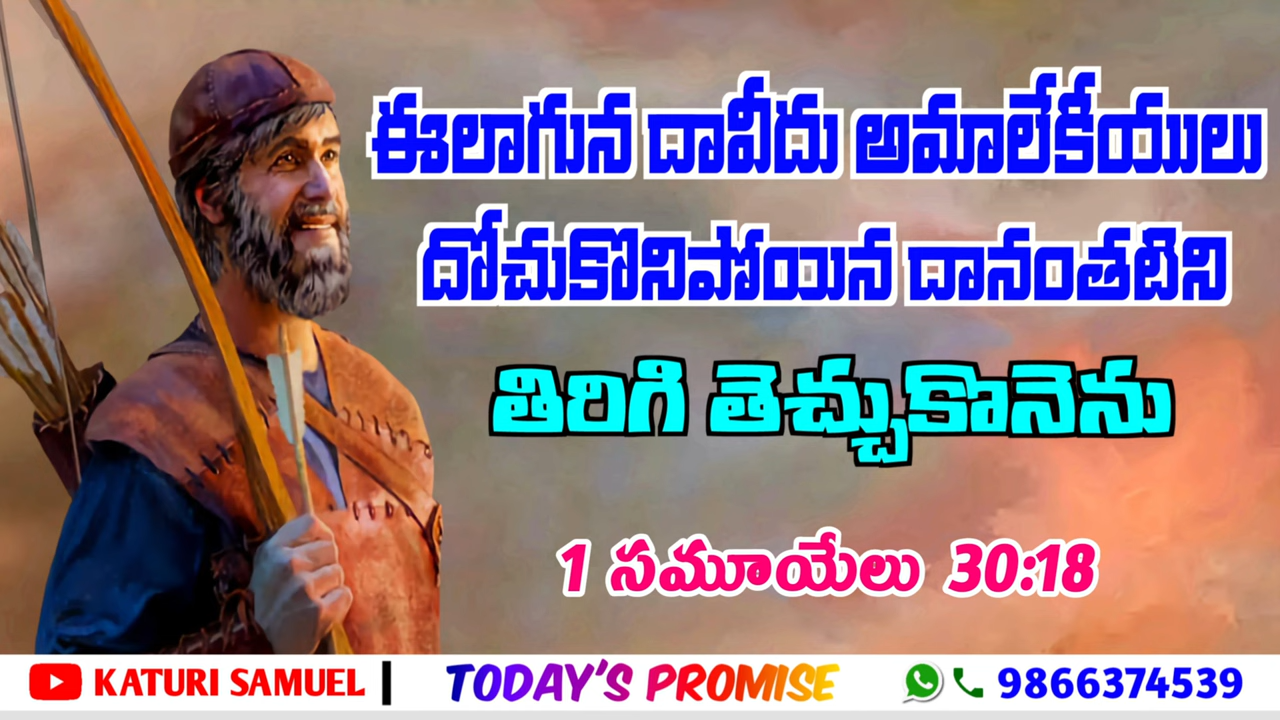 ఈలాగున దావీదు అమాలేకీయులు
దోచుకొనిపోయిన దానంతటిని
తిరిగి తెచ్చుకొనెను
1 సమూయేలు 30:18
KATURI SAMUEL | TODAY'S PROMISE 9866374539